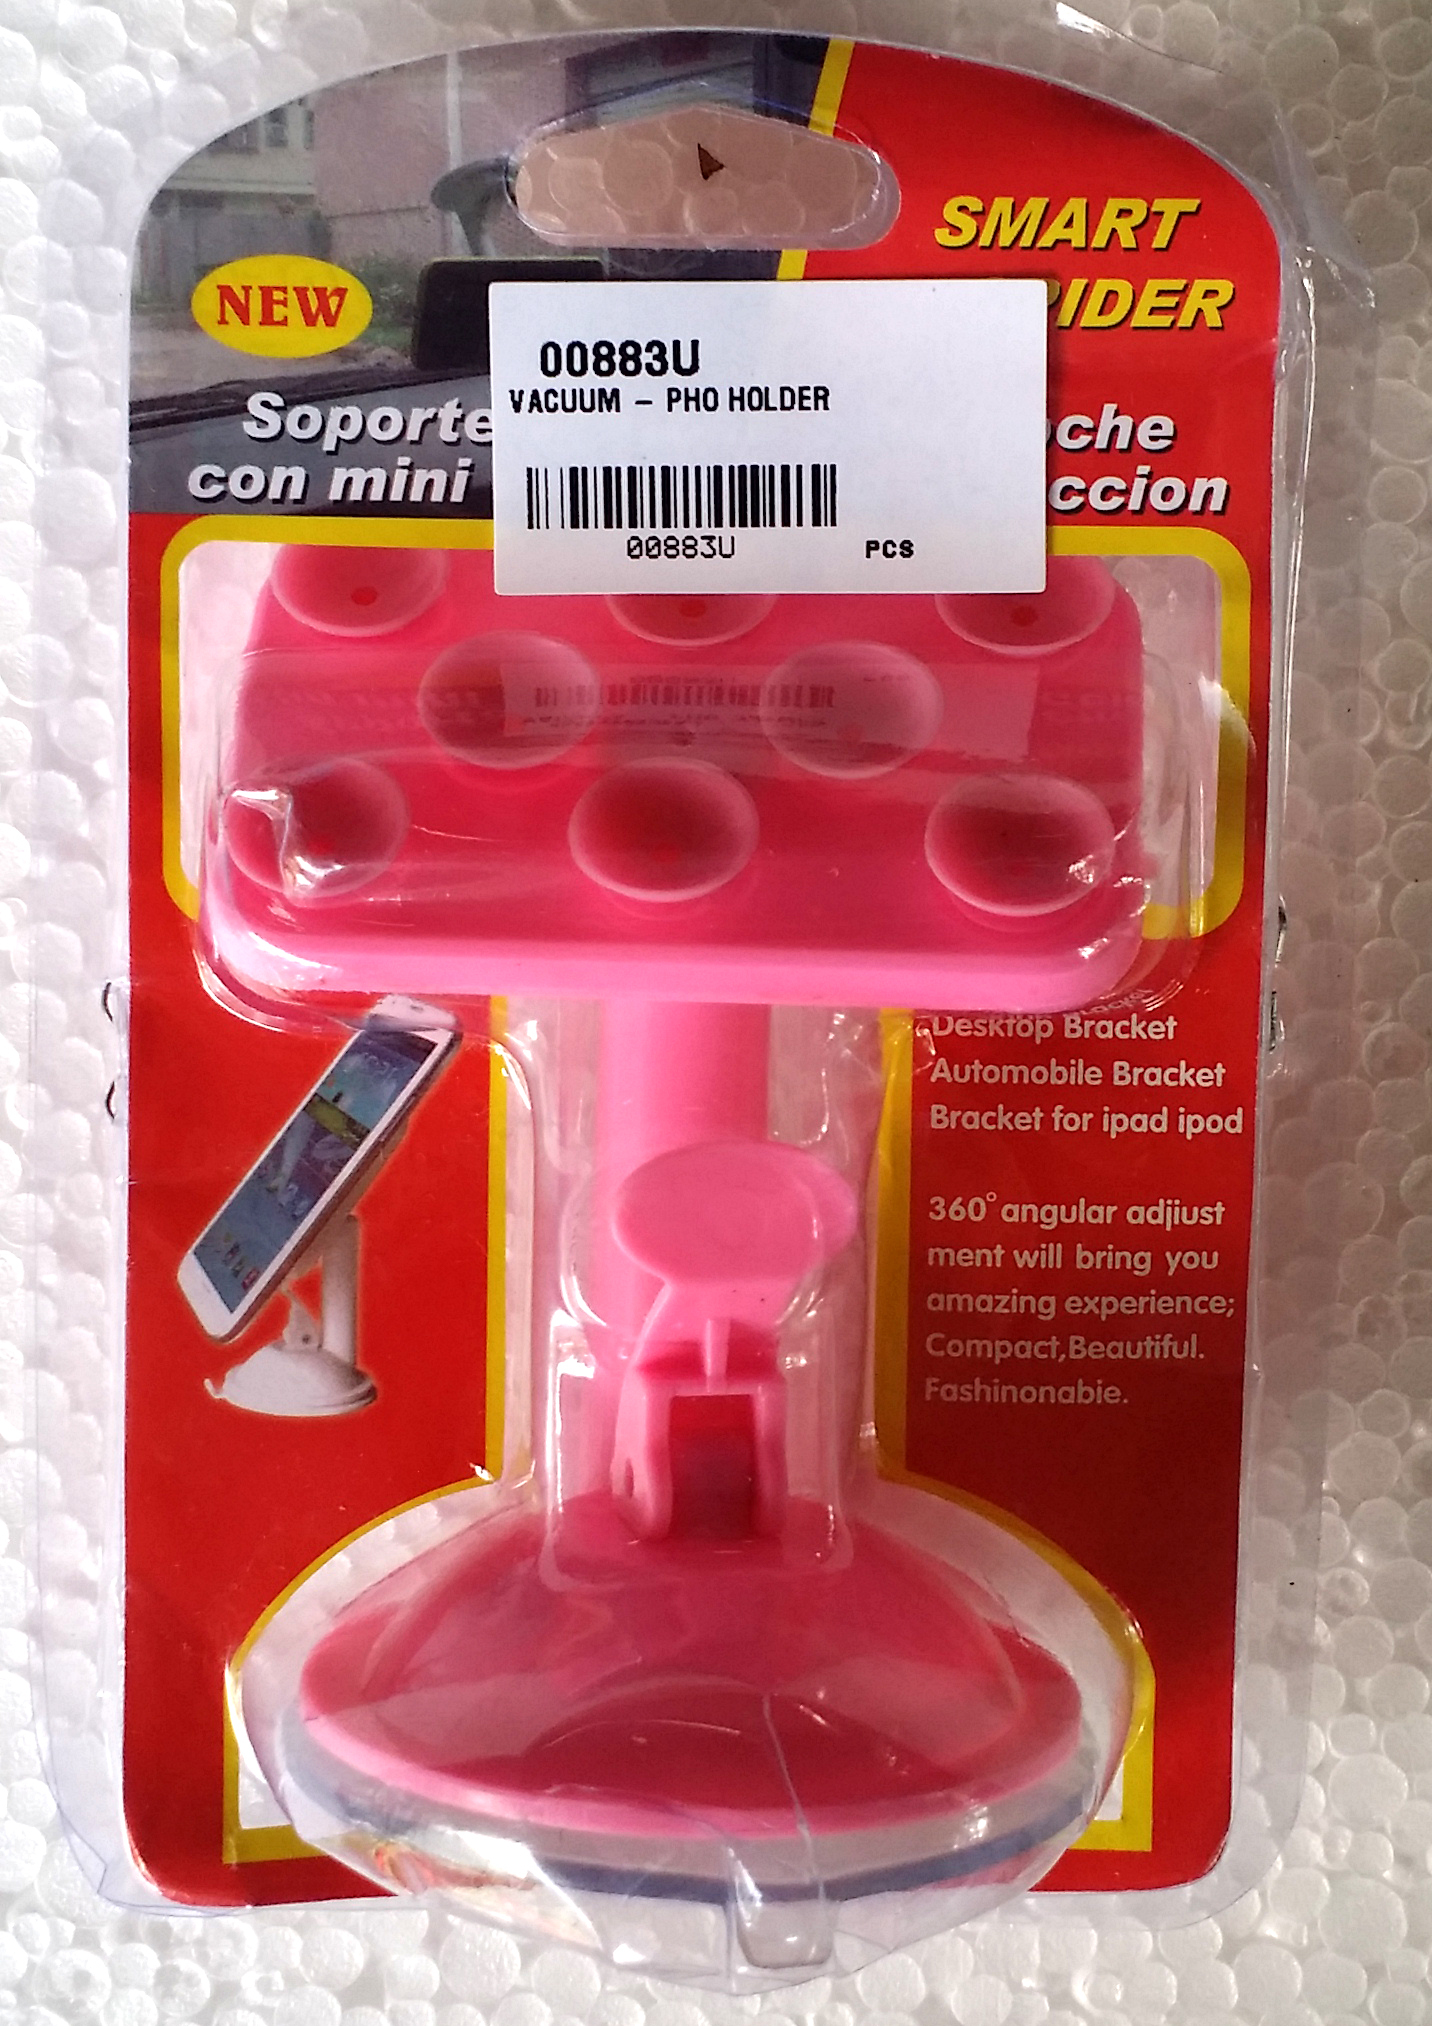 SMART
NEW
00883U
VACUUM - PHO HOLDER
00883U
PCS
Soporte
con mini
Desktop Bracket
Automobile Bracket
Bracket for ipad ipod
360° angular adjiust
ment will bring you
amazing experience;
Compact,Beautiful.
Fashinonabie.